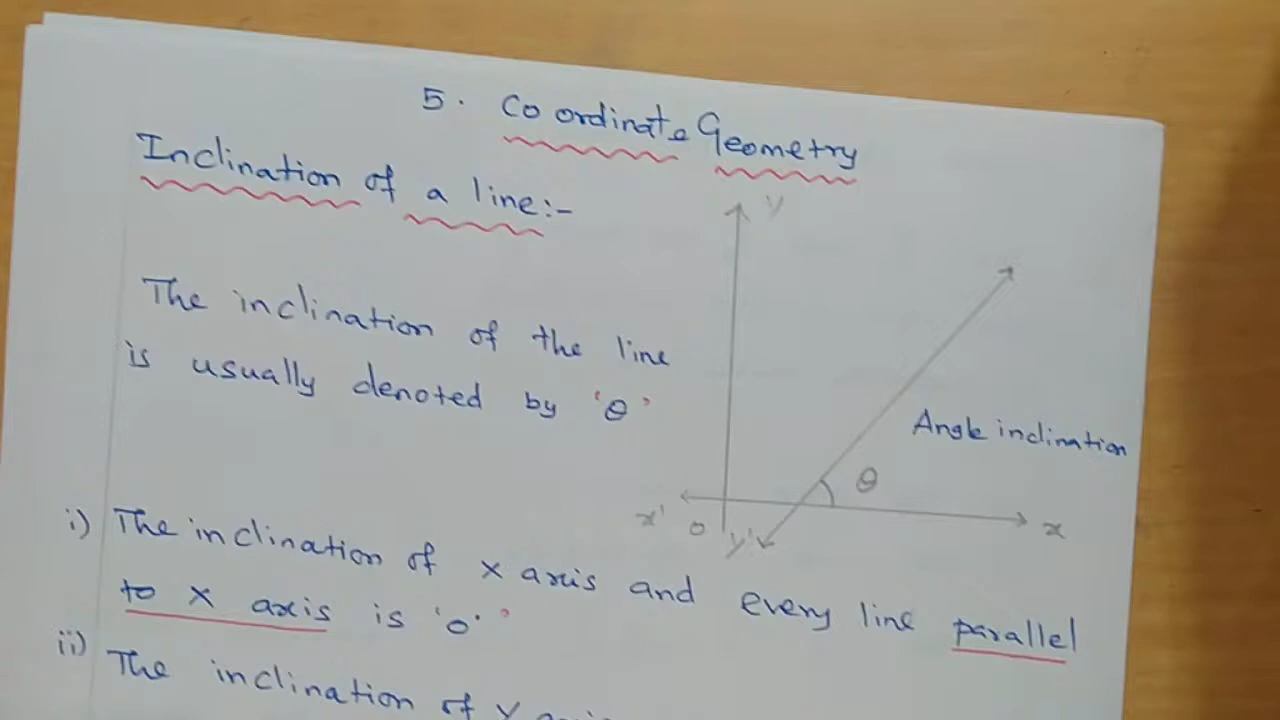 5. Co ordinate Geometry
Inclination of a line:-
The inclination of the line
is usually denoted by 'θ'
y
Angle inclination
θ
x' o y' x
i) The inclination of x axis and every line parallel
to x axis is 'o°'
ii) The inclination of Y axis